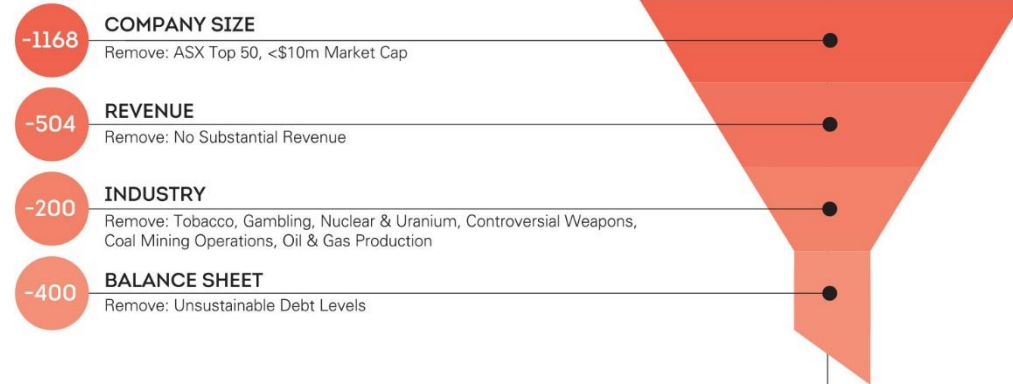 -1168
COMPANY SIZE
Remove: ASX Top 50, <$10m Market Cap
-504
REVENUE
Remove: No Substantial Revenue
-200
INDUSTRY
Remove: Tobacco, Gambling, Nuclear & Uranium, Controversial Weapons,
Coal Mining Operations, Oil & Gas Production
-400
BALANCE SHEET
Remove: Unsustainable Debt Levels